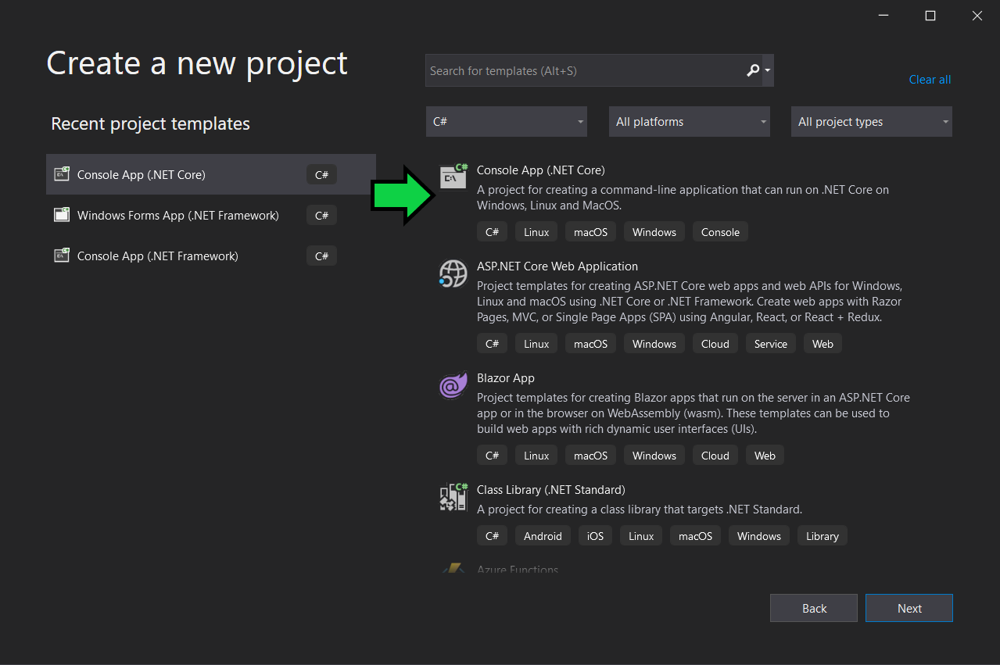 Create a new project
Search for templates (Alt+S)
Clear all
Recent project templates
C#
All platforms
All project types
Console App (.NET Core) C#
Windows Forms App (.NET Framework) C#
Console App (.NET Framework) C#
Console App (.NET Core)
A project for creating a command-line application that can run on .NET Core on
Windows, Linux and MacOS.
C# Linux macOS Windows Console
ASP.NET Core Web Application
Project templates for creating ASP.NET Core web apps and web APIs for Windows,
Linux and macOS using .NET Core or .NET Framework. Create web apps with Razor
Pages, MVC, or Single Page Apps (SPA) using Angular, React, or React + Redux.
C# Linux macOS Windows Cloud Service Web
Blazor App
Project templates for creating Blazor apps that run on the server in an ASP.NET Core
app or in the browser on WebAssembly (wasm). These templates can be used to
build web apps with rich dynamic user interfaces (UIs).
C# Linux macOS Windows Cloud Web
Class Library (.NET Standard)
A project for creating a class library that targets .NET Standard.
C# Android iOS Linux macOS Windows Library
Azure Functions
Back
Next